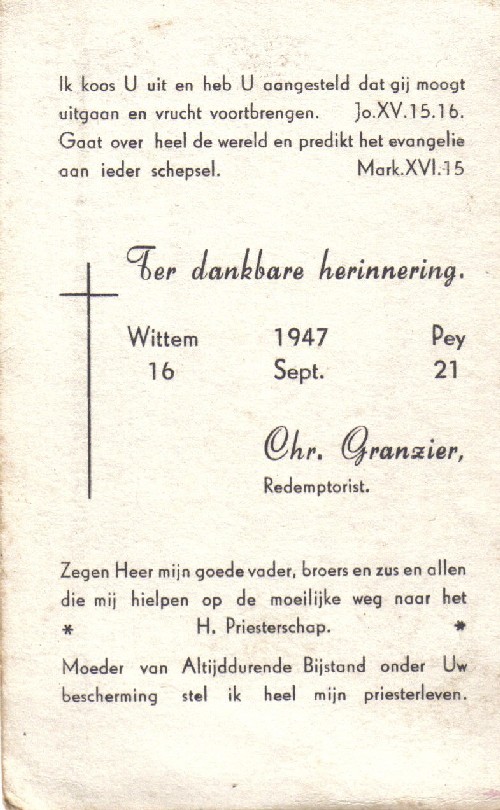 Ik koos U uit en heb U aangesteld dat gij moogt
uitgaan en vrucht voortbrengen. Jo.XV.15.16.
Gaat over heel de wereld en predikt het evangelie
aan ieder schepsel. Mark.XVI.15
Ter dankbare herinnering.
Wittem 1947 Pey
16 Sept. 21
Chr. Granzier,
Redemptorist.
Zegen Heer mijn goede vader, broers en zus en allen
die mij hielpen op de moeilijke weg naar het
* H. Priesterschap. *
Moeder van Altijddurende Bijstand onder Uw
bescherming stel ik heel mijn priesterleven.